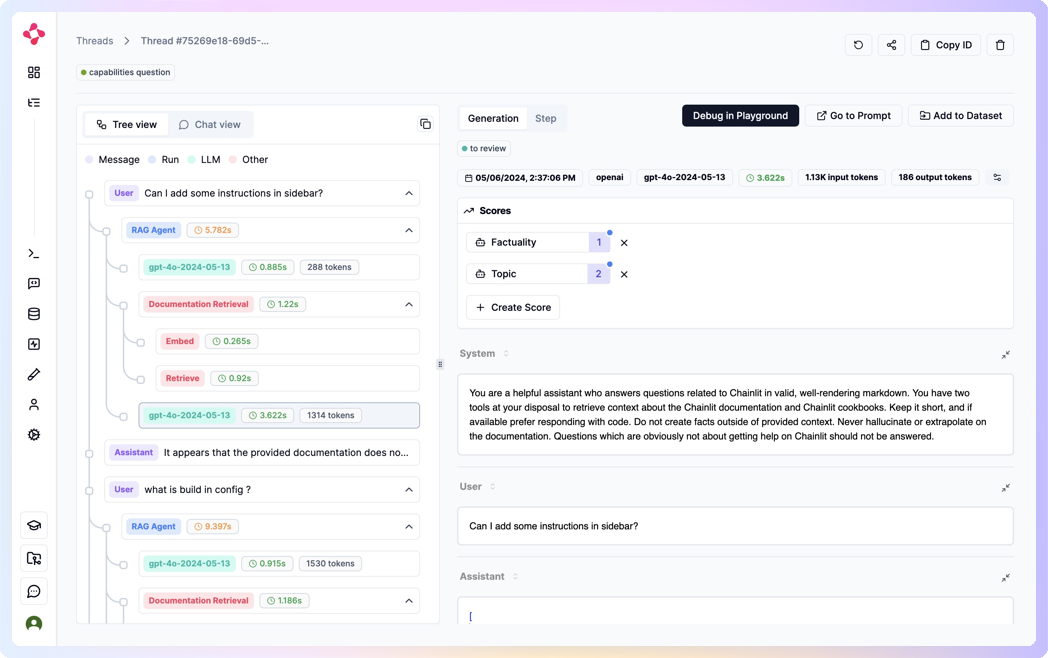 Threads > Thread #75269e18-69d5-...
Copy ID
capabilities question
Tree view
Chat view
Message
Run
LLM
Other
User Can I add some instructions in sidebar?
RAG Agent 5.782s
gpt-4o-2024-05-13 0.885s 288 tokens
Documentation Retrieval 1.22s
Embed 0.265s
Retrieve 0.92s
gpt-4o-2024-05-13 3.622s 1314 tokens
Assistant It appears that the provided documentation does no...
User what is build in config ?
RAG Agent 9.397s
gpt-4o-2024-05-13 0.915s 1530 tokens
Documentation Retrieval 1.186s
Generation
Step
Debug in Playground
Go to Prompt
Add to Dataset
to review
05/06/2024, 2:37:06 PM
openai
gpt-4o-2024-05-13
3.622s
1.13K input tokens
186 output tokens
Scores
Factuality 1
Topic 2
+ Create Score
System
You are a helpful assistant who answers questions related to Chainlit in valid, well-rendering markdown. You have two
tools at your disposal to retrieve context about the Chainlit documentation and Chainlit cookbooks. Keep it short, and if
available prefer responding with code. Do not create facts outside of provided context. Never hallucinate or extrapolate on
the documentation. Questions which are obviously not about getting help on Chainlit should not be answered.
User
Can I add some instructions in sidebar?
Assistant
[